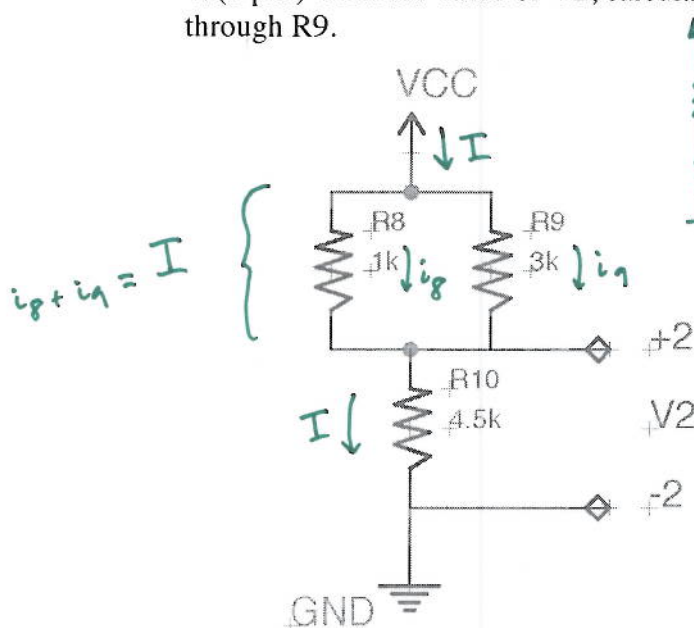 through R9.
VCC
↓ I
R8
1k
↓ i8
R9
3k
↓ i9
i8 + i9 = I
+2
R10
4.5k
I ↓
V2
-2
GND